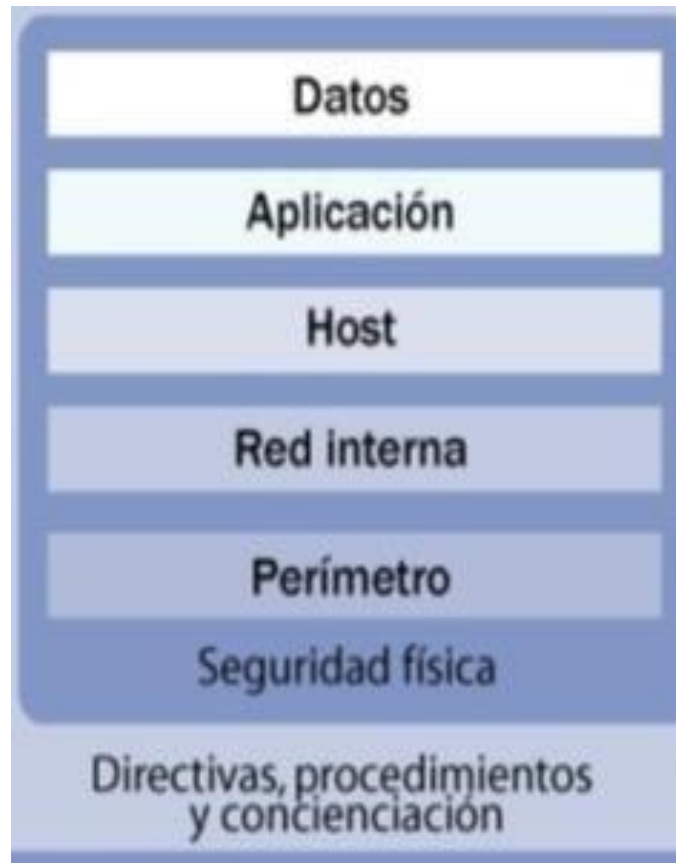 Datos
Aplicación
Host
Red interna
Perímetro
Seguridad física
Directivas, procedimientos
y concienciación